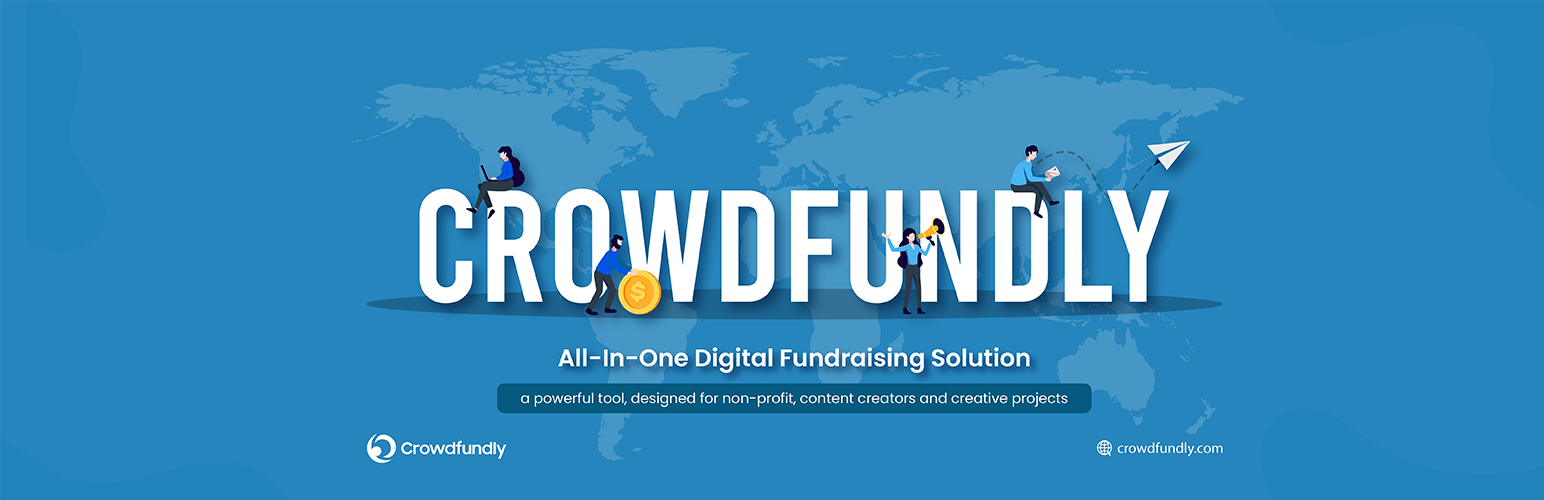 CROWDFUNDLY
$
All-In-One Digital Fundraising Solution
a powerful tool, designed for non-profit, content creators and creative projects
Crowdfundly
crowdfundly.com